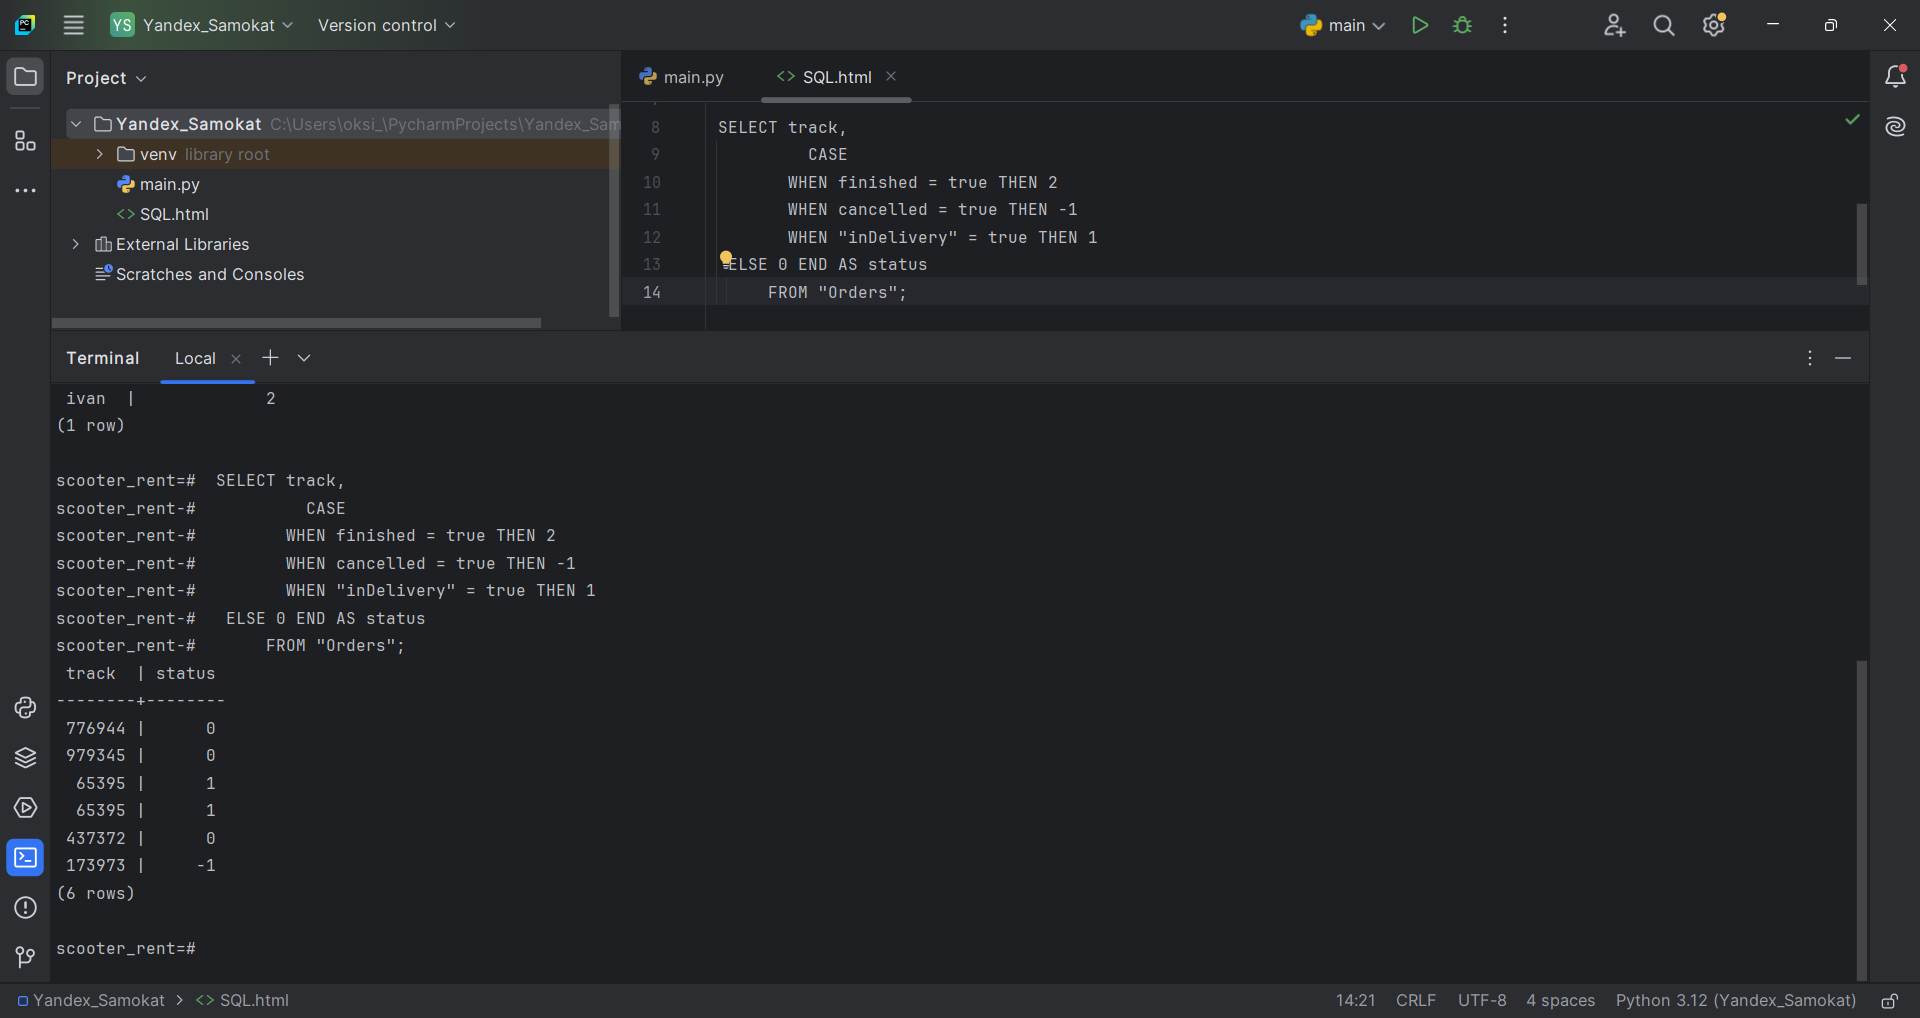 YS Yandex_Samokat Version control main
Project
Yandex_Samokat C:\Users\oksi_\PycharmProjects\Yandex_Sam
venv library root
main.py
SQL.html
External Libraries
Scratches and Consoles
main.py SQL.html
8 SELECT track,
9 CASE
10 WHEN finished = true THEN 2
11 WHEN cancelled = true THEN -1
12 WHEN "inDelivery" = true THEN 1
13 ELSE 0 END AS status
14 FROM "Orders";
Terminal Local
ivan | 2
(1 row)
scooter_rent=# SELECT track,
scooter_rent-# CASE
scooter_rent-# WHEN finished = true THEN 2
scooter_rent-# WHEN cancelled = true THEN -1
scooter_rent-# WHEN "inDelivery" = true THEN 1
scooter_rent-# ELSE 0 END AS status
scooter_rent-# FROM "Orders";
track | status
--------+--------
776944 | 0
979345 | 0
65395 | 1
65395 | 1
437372 | 0
173973 | -1
(6 rows)
scooter_rent=#
Yandex_Samokat > <> SQL.html 14:21 CRLF UTF-8 4 spaces Python 3.12 (Yandex_Samokat)